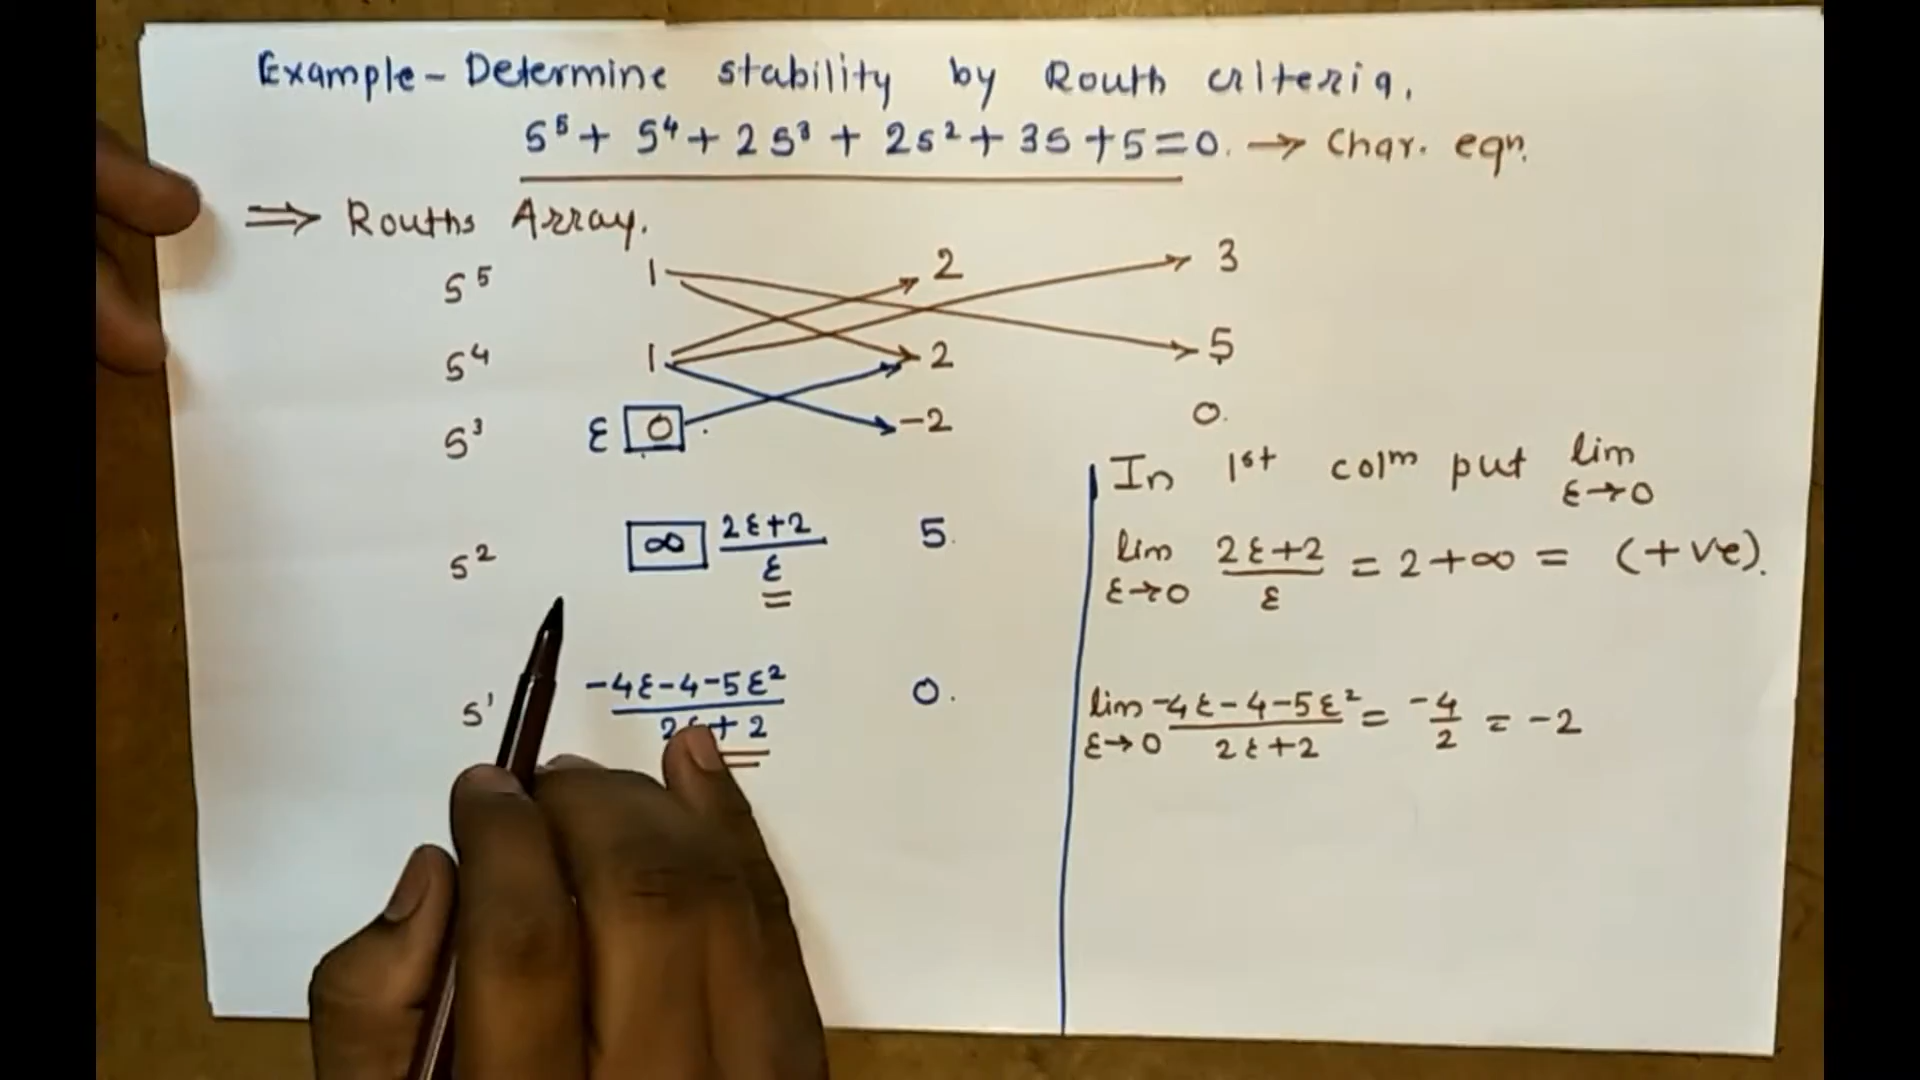 Example - Determine stability by Routh criteria.
S⁵ + S⁴ + 2S³ + 2S² + 3S + 5 = 0. → Char. eqn.
⇒ Rouths Array.
S⁵ 1 2 3
S⁴ 1 2 5
S³ ε 0 -2 0.
S² ∞ (2ε+2)/ε 5.
S¹ (-4ε-4-5ε²)/(2ε+2) 0.
In 1st colm put lim ε→0
lim ε→0 (2ε+2)/ε = 2+∞ = (+ve).
lim ε→0 (-4ε-4-5ε²)/(2ε+2) = -4/2 = -2